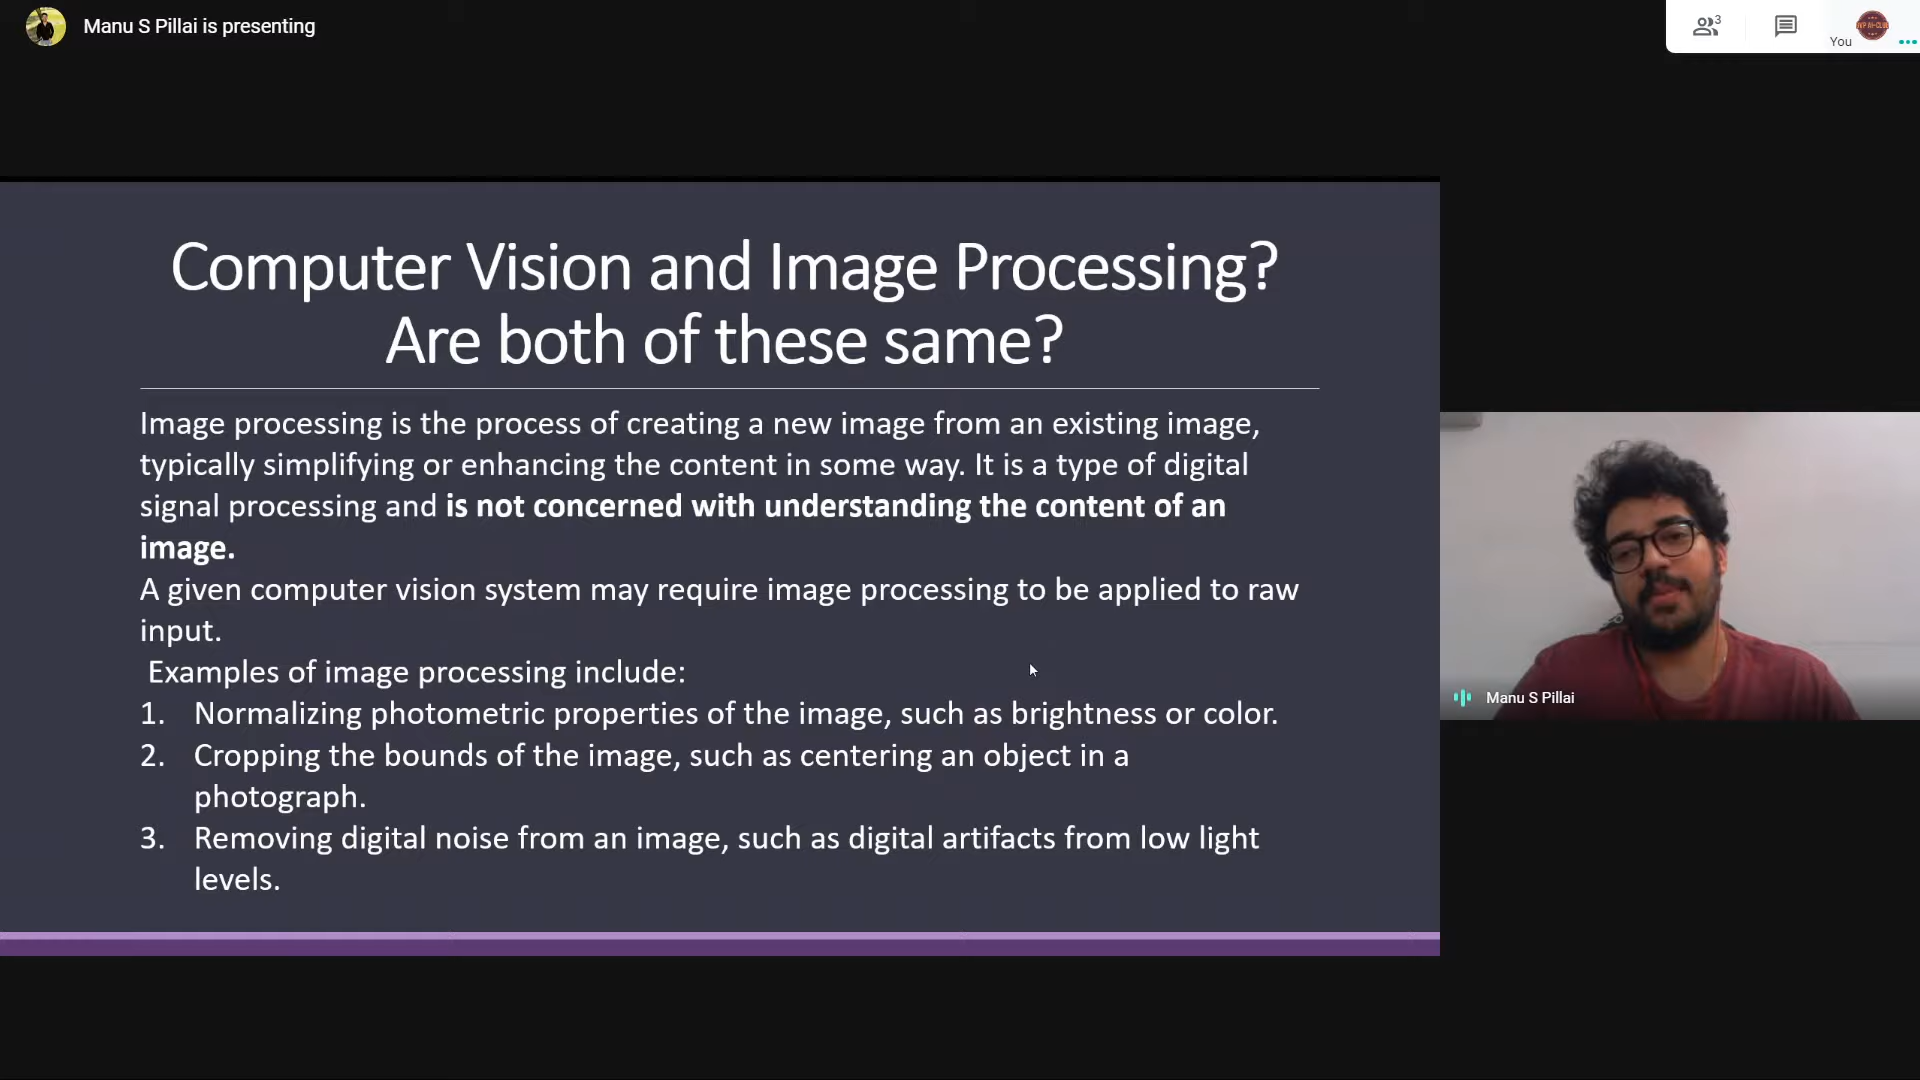 Manu S Pillai is presenting
3
You
Computer Vision and Image Processing?
Are both of these same?
Image processing is the process of creating a new image from an existing image,
typically simplifying or enhancing the content in some way. It is a type of digital
signal processing and is not concerned with understanding the content of an
image.
A given computer vision system may require image processing to be applied to raw
input.
Examples of image processing include:
1. Normalizing photometric properties of the image, such as brightness or color.
2. Cropping the bounds of the image, such as centering an object in a
photograph.
3. Removing digital noise from an image, such as digital artifacts from low light
levels.
Manu S Pillai